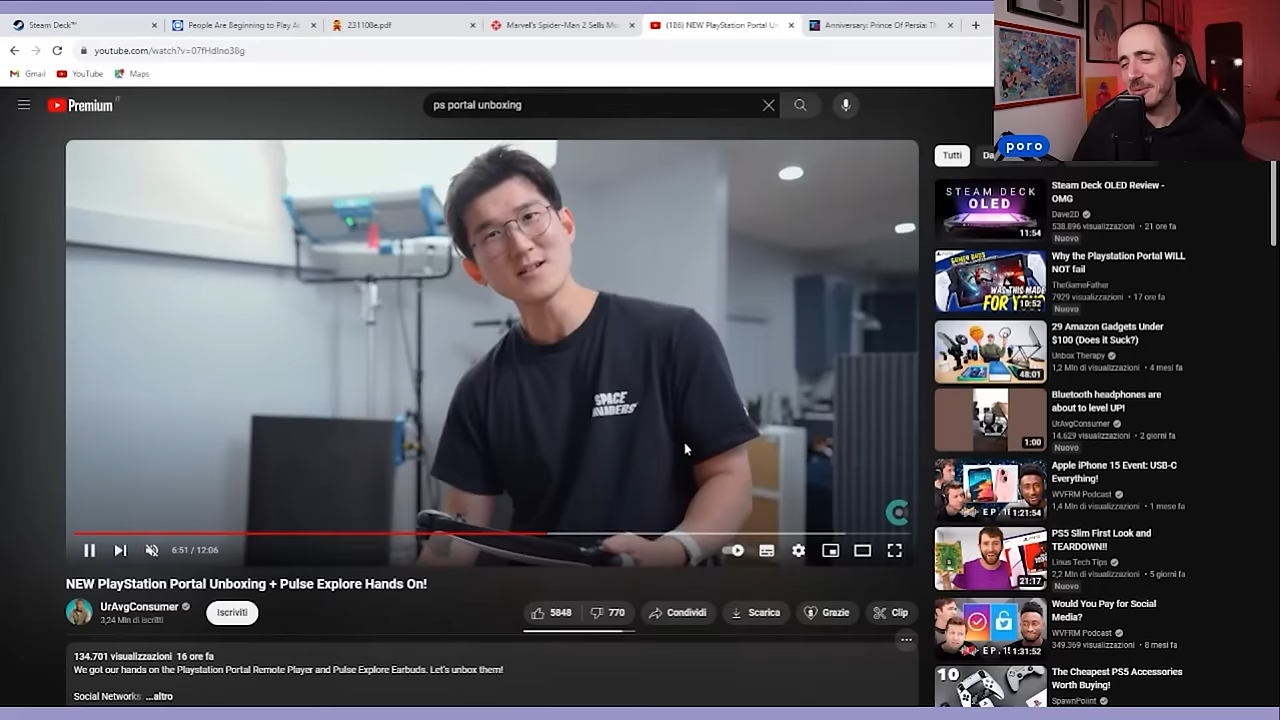 Steam Deck™
People Are Beginning to Play A
231108e.pdf
Marvel's Spider-Man 2 Sells Mo
(186) NEW PlayStation Portal Un
Anniversary: Prince Of Persia: Th
youtube.com/watch?v=07fHdIno38g
Gmail
YouTube
Maps
Premium
IT
ps portal unboxing
poro
SPACE
INVADERS
6:51 / 12:06
NEW PlayStation Portal Unboxing + Pulse Explore Hands On!
UrAvgConsumer
3,24 Mln di iscritti
Iscriviti
5848
770
Condividi
Scarica
Grazie
Clip
134.701 visualizzazioni 16 ore fa
We got our hands on the Playstation Portal Remote Player and Pulse Explore Earbuds. Let's unbox them!
Social Networks ...altro
Tutti
Da
STEAM DECK
OLED
11:54
Steam Deck OLED Review -
OMG
Dave2D
538.896 visualizzazioni • 21 ore fa
Nuovo
WAS THIS MADE
FOR YOU?
10:52
Why the Playstation Portal WILL
NOT fail
TheGameFather
7929 visualizzazioni • 17 ore fa
Nuovo
48:01
29 Amazon Gadgets Under
$100 (Does it Suck?)
Unbox Therapy
1,2 Mln di visualizzazioni • 4 mesi fa
1:00
Bluetooth headphones are
about to level UP!
UrAvgConsumer
14.629 visualizzazioni • 2 giorni fa
Nuovo
1:21:54
Apple iPhone 15 Event: USB-C
Everything!
WVFRM Podcast
1,4 Mln di visualizzazioni • 1 mese fa
21:17
PS5 Slim First Look and
TEARDOWN!!
Linus Tech Tips
2,2 Mln di visualizzazioni • 5 giorni fa
Nuovo
1:31:52
Would You Pay for Social
Media?
WVFRM Podcast
349.369 visualizzazioni • 8 mesi fa
10
The Cheapest PS5 Accessories
Worth Buying!
SpawnPoiint